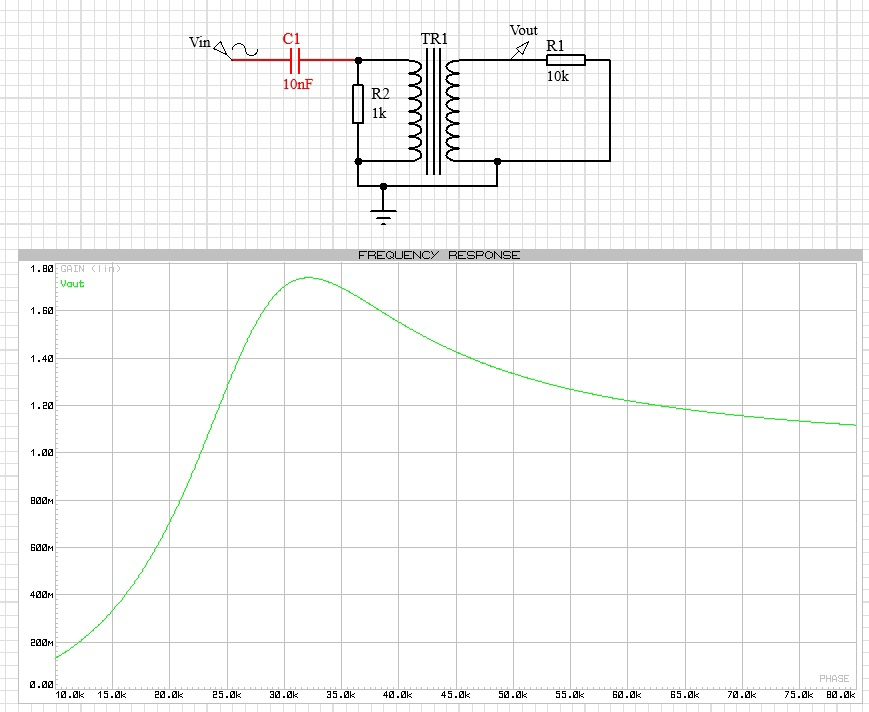 Vin
C1
10nF
R2
1k
TR1
Vout
R1
10k
FREQUENCY RESPONSE
GAIN (lin)
Vout
1.80
1.60
1.40
1.20
1.00
800m
600m
400m
200m
0.00
PHASE
10.0k 15.0k 20.0k 25.0k 30.0k 35.0k 40.0k 45.0k 50.0k 55.0k 60.0k 65.0k 70.0k 75.0k 80.0k